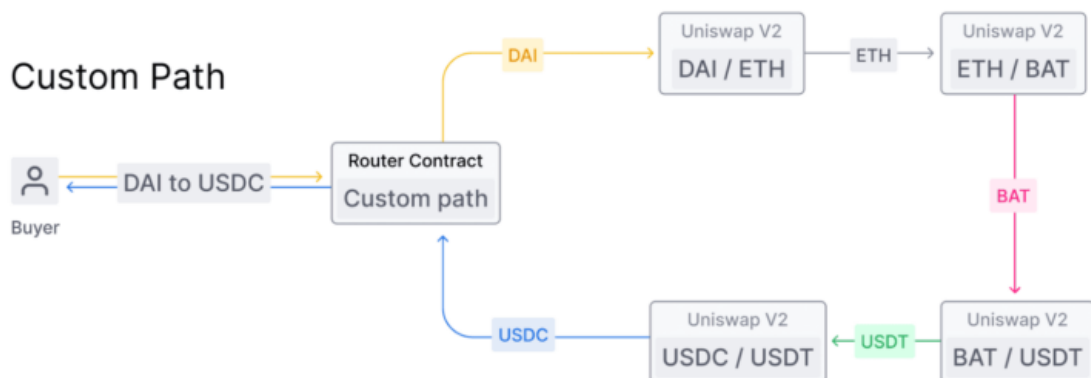 Custom Path
Buyer
DAI to USDC
Router Contract
Custom path
DAI
Uniswap V2
DAI / ETH
ETH
Uniswap V2
ETH / BAT
BAT
Uniswap V2
BAT / USDT
USDT
Uniswap V2
USDC / USDT
USDC